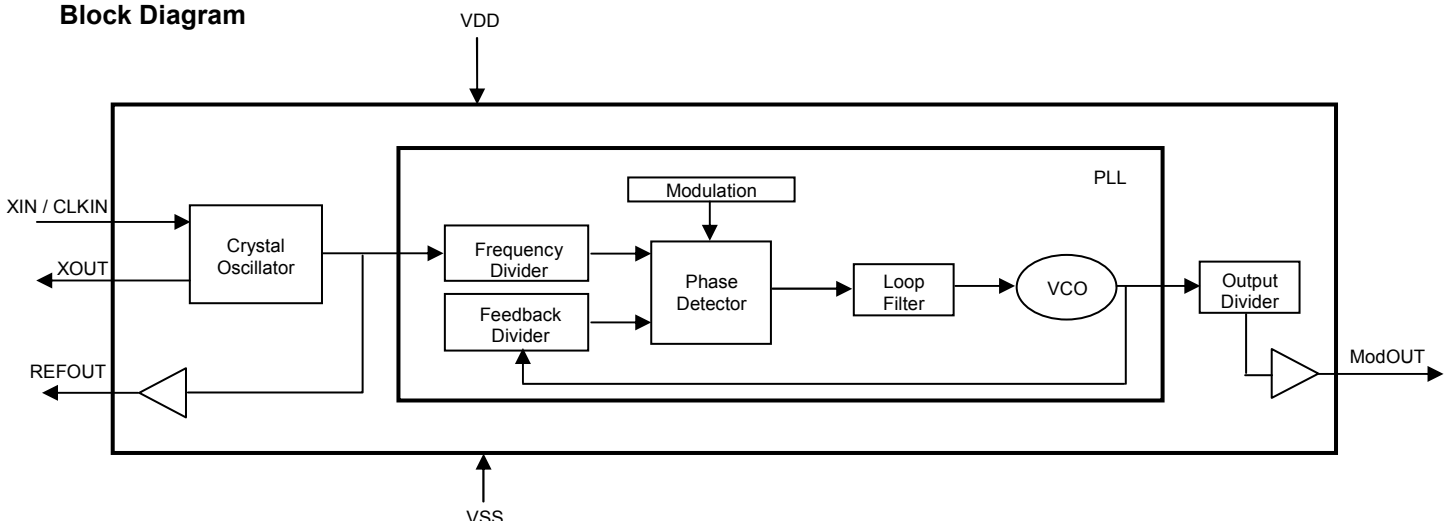 Block Diagram
VDD
PLL
Modulation
XIN / CLKIN
Crystal
Oscillator
XOUT
Frequency
Divider
Phase
Detector
Feedback
Divider
Loop
Filter
VCO
Output
Divider
REFOUT
ModOUT
VSS